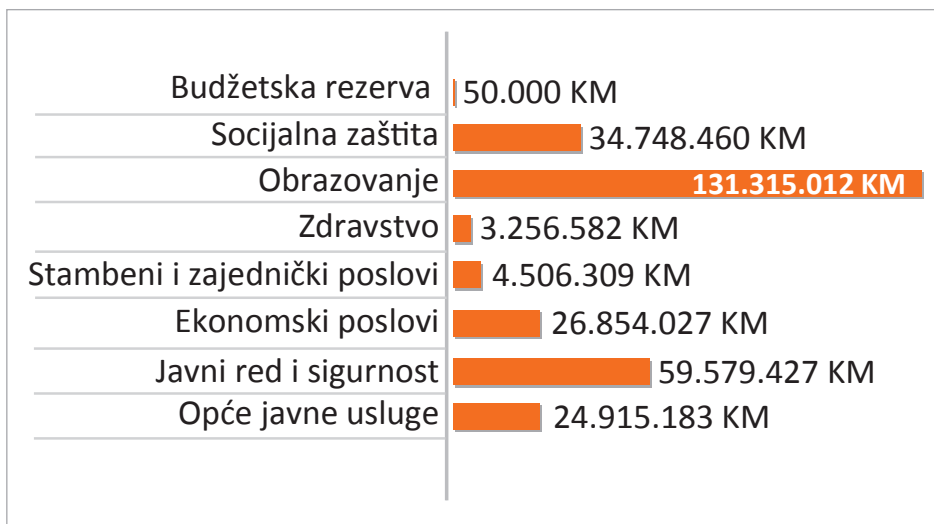 Budžetska rezerva 50.000 KM
Socijalna zaštita 34.748.460 KM
Obrazovanje 131.315.012 KM
Zdravstvo 3.256.582 KM
Stambeni i zajednički poslovi 4.506.309 KM
Ekonomski poslovi 26.854.027 KM
Javni red i sigurnost 59.579.427 KM
Opće javne usluge 24.915.183 KM